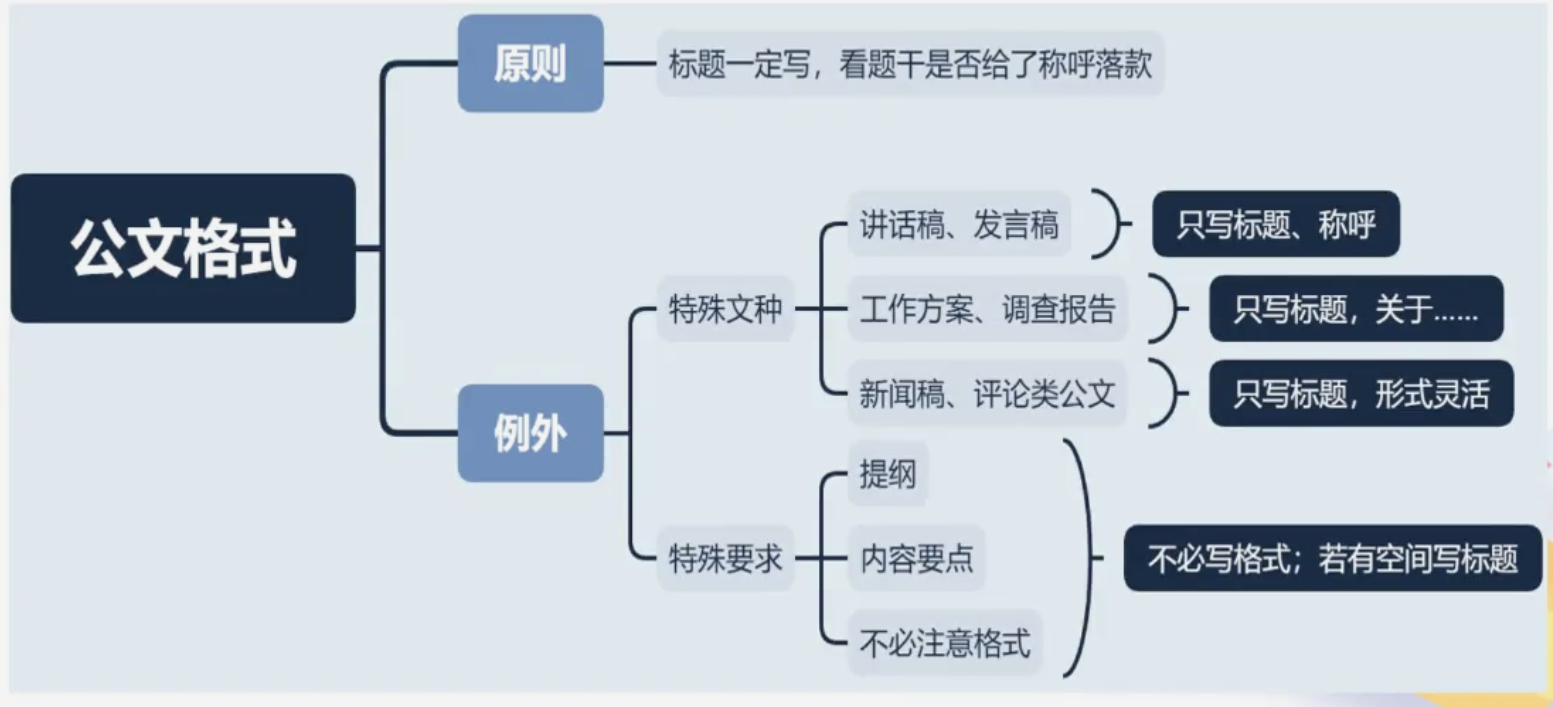 公文格式
原则
标题一定写，看题干是否给了称呼落款
例外
特殊文种
讲话稿、发言稿
只写标题、称呼
工作方案、调查报告
只写标题，关于……
新闻稿、评论类公文
只写标题，形式灵活
特殊要求
提纲
内容要点
不必注意格式
不必写格式；若有空间写标题